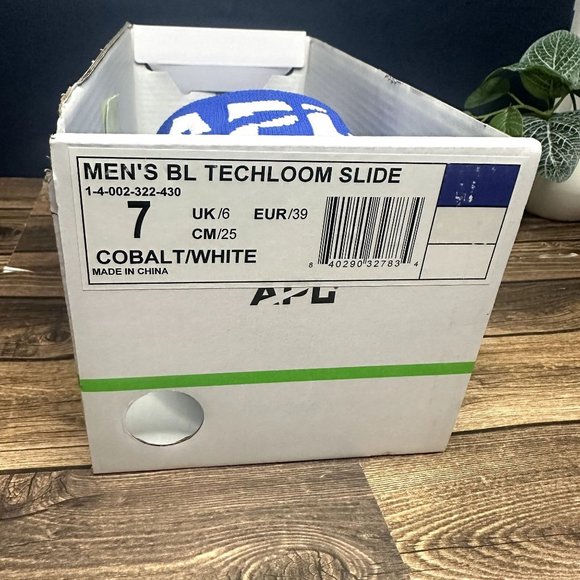 APL
MEN'S BL TECHLOOM SLIDE
1-4-002-322-430
7 UK/6 EUR/39
CM/25
COBALT/WHITE
MADE IN CHINA
8 40290 32783 4